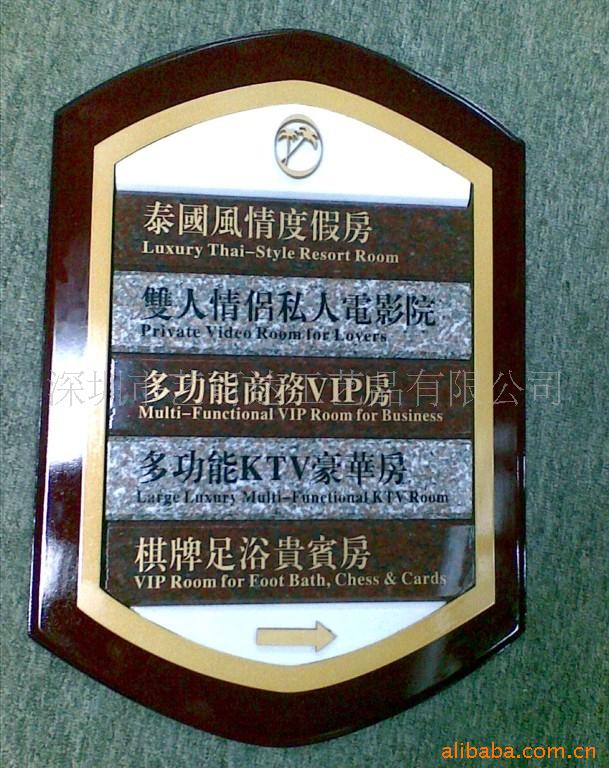 泰國風情度假房
Luxury Thai-Style Resort Room
雙人情侶私人電影院
Private Video Room for Lovers
多功能商務VIP房
Multi-Functional VIP Room for Business
多功能KTV豪華房
Large Luxury Multi-Functional KTV Room
棋牌足浴貴賓房
VIP Room for Foot Bath, Chess & Cards
alibaba.com.cn